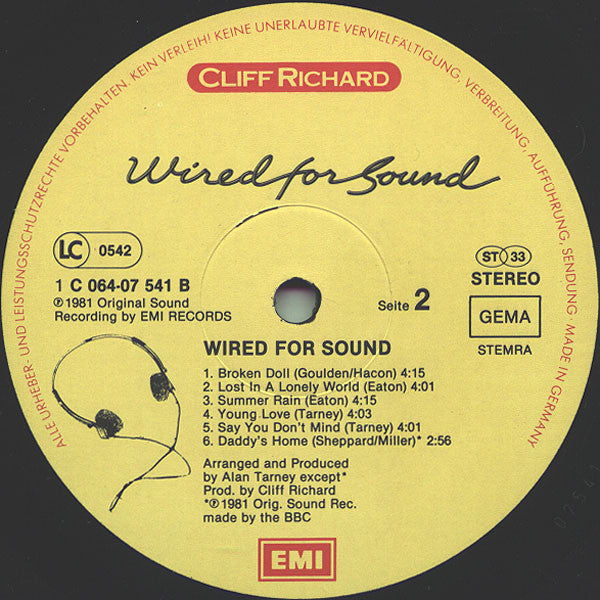 ALLE URHEBER- UND LEISTUNGSSCHUTZRECHTE VORBEHALTEN. KEIN VERLEIH! KEINE UNERLAUBTE VERVIELFÄLTIGUNG, VERBREITUNG, AUFFÜHRUNG, SENDUNG · MADE IN GERMANY
CLIFF RICHARD
Wired for Sound
LC 0542
1 C 064-07 541 B
℗1981 Original Sound
Recording by EMI RECORDS
Seite 2
ST 33
STEREO
GEMA
STEMRA
WIRED FOR SOUND
1. Broken Doll (Goulden/Hacon) 4:15
2. Lost In A Lonely World (Eaton) 4:01
3. Summer Rain (Eaton) 4:15
4. Young Love (Tarney) 4:03
5. Say You Don't Mind (Tarney) 4:01
6. Daddy's Home (Sheppard/Miller)* 2:56
Arranged and Produced
by Alan Tarney except*
Prod. by Cliff Richard
*℗1981 Orig. Sound Rec.
made by the BBC
EMI